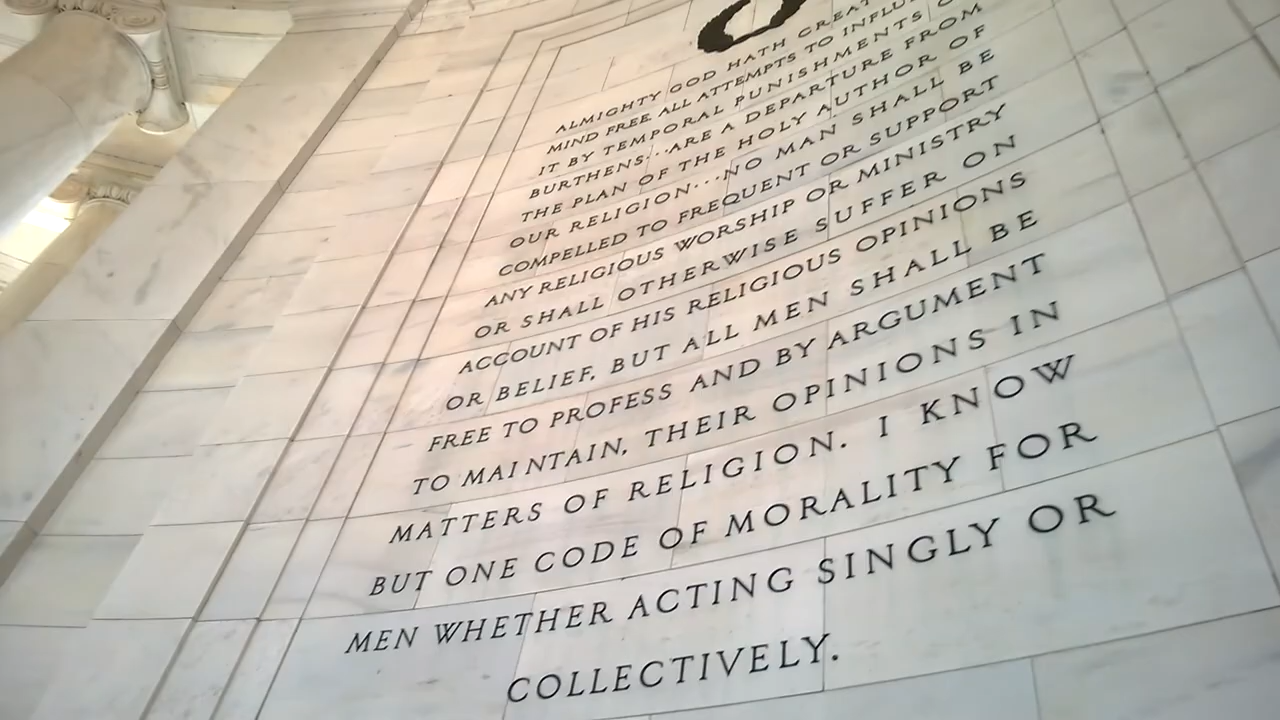 ALMIGHTY GOD HATH GREAT
MIND FREE. ALL ATTEMPTS TO INFLU
IT BY TEMPORAL PUNISHMENTS O
BURTHENS···ARE A DEPARTURE FROM
THE PLAN OF THE HOLY AUTHOR OF
OUR RELIGION···NO MAN SHALL BE
COMPELLED TO FREQUENT OR SUPPORT
ANY RELIGIOUS WORSHIP OR MINISTRY
OR SHALL OTHERWISE SUFFER ON
ACCOUNT OF HIS RELIGIOUS OPINIONS
OR BELIEF, BUT ALL MEN SHALL BE
FREE TO PROFESS AND BY ARGUMENT
TO MAINTAIN, THEIR OPINIONS IN
MATTERS OF RELIGION. I KNOW
BUT ONE CODE OF MORALITY FOR
MEN WHETHER ACTING SINGLY OR
COLLECTIVELY.